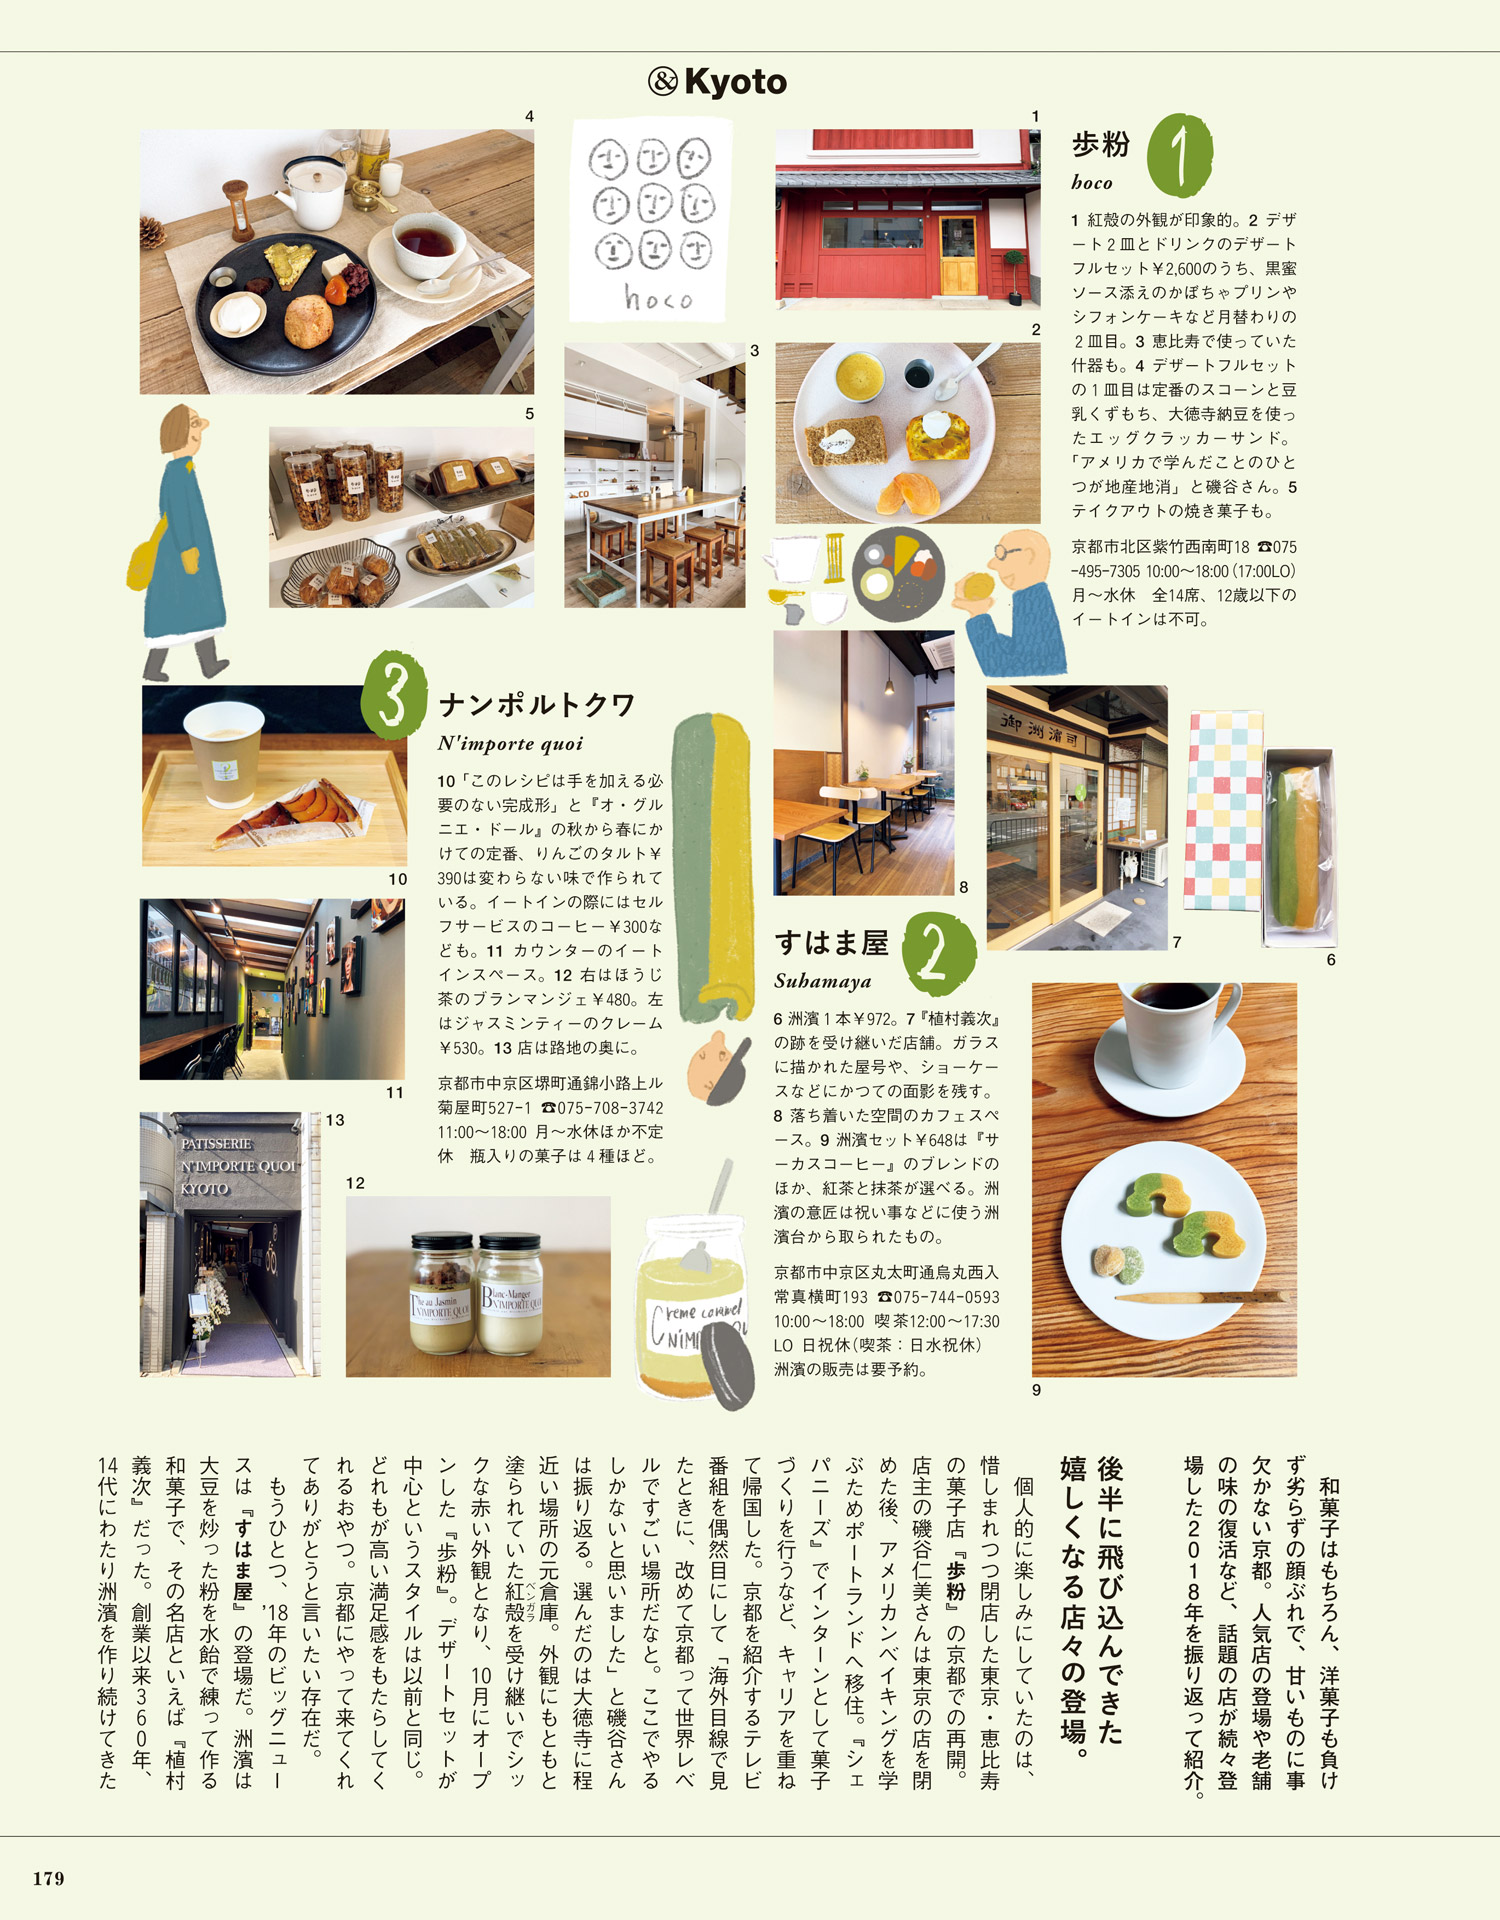 &Kyoto
歩粉
hoco
1
1 紅殻の外観が印象的。2 デザ
ート2皿とドリンクのデザート
フルセット¥2,600のうち、黒蜜
ソース添えのかぼちゃプリンや
シフォンケーキなど月替わりの
2皿目。3 恵比寿で使っていた
什器も。4 デザートフルセット
の1皿目は定番のスコーンと豆
乳くずもち、大徳寺納豆を使っ
たエッグクラッカーサンド。
「アメリカで学んだことのひと
つが地産地消」と磯谷さん。5
テイクアウトの焼き菓子も。
京都市北区紫竹西南町18 ☎075
-495-7305 10:00〜18:00(17:00LO)
月〜水休　全14席、12歳以下の
イートインは不可。
1
2
3
4
5
hoco
すはま屋
Suhamaya
2
6 洲濱1本¥972。7『植村義次』
の跡を受け継いだ店舗。ガラス
に描かれた屋号や、ショーケー
スなどにかつての面影を残す。
8 落ち着いた空間のカフェスペ
ース。9 洲濱セット¥648は『サ
ーカスコーヒー』のブレンドの
ほか、紅茶と抹茶が選べる。洲
濱の意匠は祝い事などに使う洲
濱台から取られたもの。
京都市中京区丸太町通烏丸西入
常真横町193 ☎075-744-0593
10:00〜18:00 喫茶12:00〜17:30
LO 日祝休(喫茶：日水祝休)
洲濱の販売は要予約。
6
7
8
9
御洲濱司
3
ナンポルトクワ
N'importe quoi
10「このレシピは手を加える必
要のない完成形」と『オ・グル
ニエ・ドール』の秋から春にか
けての定番、りんごのタルト¥
390は変わらない味で作られて
いる。イートインの際にはセル
フサービスのコーヒー¥300な
ども。11 カウンターのイート
インスペース。12 右はほうじ
茶のブランマンジェ¥480。左
はジャスミンティーのクレーム
¥530。13 店は路地の奥に。
京都市中京区堺町通錦小路上ル
菊屋町527-1 ☎075-708-3742
11:00〜18:00 月〜水休ほか不定
休　瓶入りの菓子は4種ほど。
10
11
12
13
PATISSERIE
N'IMPORTE QUOI
KYOTO
The au Jasmin
N'IMPORTE QUOI
Blanc-Manger
N'IMPORTE QUOI
Creme caramel
和菓子はもちろん、洋菓子も負け
ず劣らずの顔ぶれで、甘いものに事
欠かない京都。人気店の登場や老舗
の味の復活など、話題の店が続々登
場した2018年を振り返って紹介。
後半に飛び込んできた
嬉しくなる店々の登場。
個人的に楽しみにしていたのは、
惜しまれつつ閉店した東京・恵比寿
の菓子店『歩粉』の京都での再開。
店主の磯谷仁美さんは東京の店を閉
めた後、アメリカンベイキングを学
ぶためポートランドへ移住。『シェ
パニーズ』でインターンとして菓子
づくりを行うなど、キャリアを重ね
て帰国した。京都を紹介するテレビ
番組を偶然目にして「海外目線で見
たときに、改めて京都って世界レベ
ルですごい場所だなと。ここでやる
しかないと思いました」と磯谷さん
は振り返る。選んだのは大徳寺に程
近い場所の元倉庫。外観にもともと
塗られていた紅殻ベンガラを受け継いでシッ
クな赤い外観となり、10月にオープ
ンした『歩粉』。デザートセットが
中心というスタイルは以前と同じ。
どれもが高い満足感をもたらしてく
れるおやつ。京都にやって来てくれ
てありがとうと言いたい存在だ。
もうひとつ、'18年のビッグニュー
スは『すはま屋』の登場だ。洲濱は
大豆を炒った粉を水飴で練って作る
和菓子で、その名店といえば『植村
義次』だった。創業以来360年、
14代にわたり洲濱を作り続けてきた
179